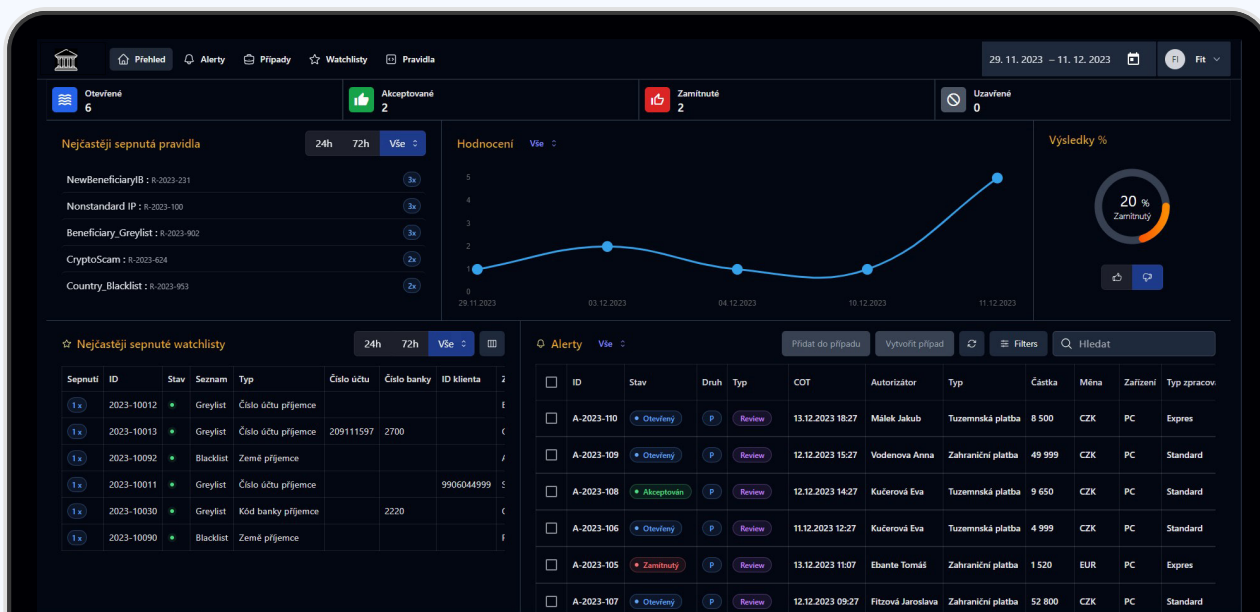 Přehled Alerty Případy Watchlisty Pravidla 29. 11. 2023 – 11. 12. 2023 FI Fit
Otevřené Akceptované Zamítnuté Uzavřené
6 2 2 0
Nejčastěji sepnutá pravidla 24h 72h Vše
NewBeneficiaryIB : R-2023-231 3x
Nonstandard IP : R-2023-100 3x
Beneficiary_Greylist : R-2023-902 3x
CryptoScam : R-2023-624 2x
Country_Blacklist : R-2023-953 2x
Hodnocení Vše
5
4
3
2
1
0
29.11.2023 03.12.2023 04.12.2023 10.12.2023 11.12.2023
Výsledky %
20 %
Zamítnutý
Nejčastěji sepnuté watchlisty 24h 72h Vše
Sepnutí ID Stav Seznam Typ Číslo účtu Číslo banky ID klienta
1 x 2023-10012 Greylist Číslo účtu příjemce
1 x 2023-10013 Greylist Číslo účtu příjemce 209111597 2700
1 x 2023-10092 Blacklist Země příjemce
1 x 2023-10011 Greylist Číslo účtu příjemce 9906044999
1 x 2023-10030 Greylist Kód banky příjemce 2220
1 x 2023-10090 Blacklist Země příjemce
Alerty Vše Přidat do případu Vytvořit případ Filters Hledat
ID Stav Druh Typ COT Autorizátor Typ Částka Měna Zařízení Typ zpracov
A-2023-110 Otevřený P Review 13.12.2023 18:27 Málek Jakub Tuzemnská platba 8 500 CZK PC Expres
A-2023-109 Otevřený P Review 12.12.2023 15:27 Vodenova Anna Zahraniční platba 49 999 CZK PC Standard
A-2023-108 Akceptován P Review 12.12.2023 14:27 Kučerová Eva Tuzemnská platba 9 650 CZK PC Standard
A-2023-106 Otevřený P Review 11.12.2023 12:27 Kučerová Eva Tuzemnská platba 4 999 CZK PC Standard
A-2023-105 Zamítnutý P Review 13.12.2023 11:07 Ebante Tomáš Zahraniční platba 1 520 EUR PC Expres
A-2023-107 Otevřený P Review 12.12.2023 09:27 Fitzová Jaroslava Zahraniční platba 52 800 CZK PC Standard